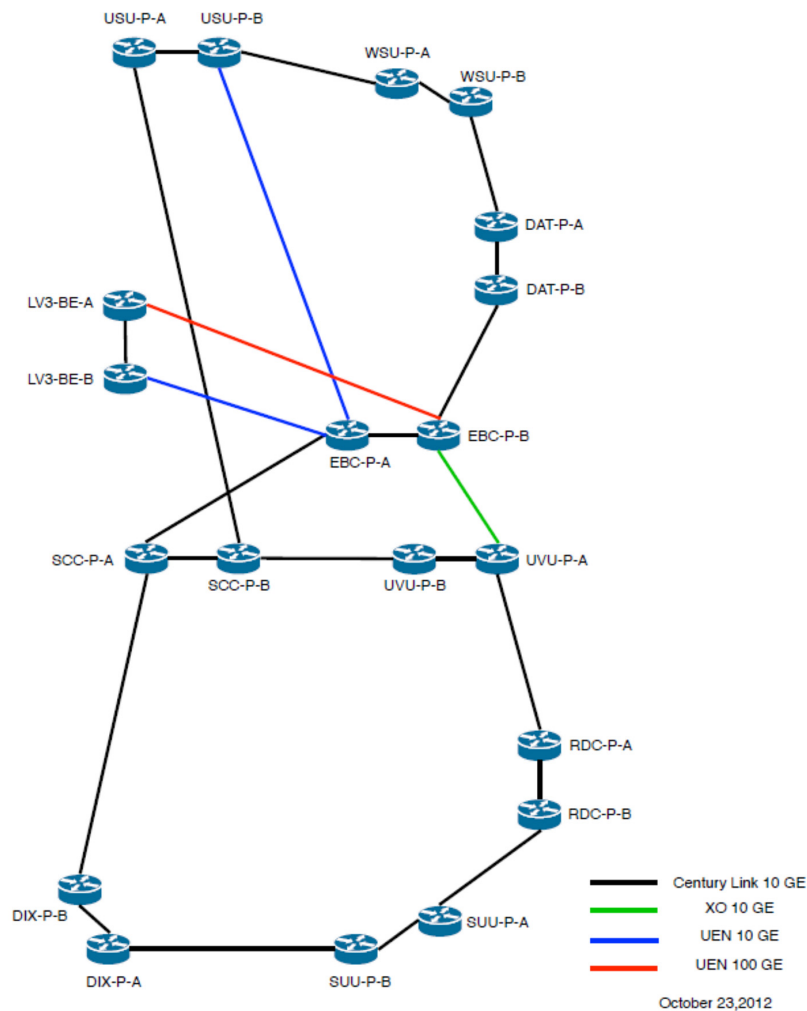 USU-P-A
USU-P-B
WSU-P-A
WSU-P-B
DAT-P-A
DAT-P-B
LV3-BE-A
LV3-BE-B
EBC-P-B
EBC-P-A
SCC-P-A
SCC-P-B
UVU-P-B
UVU-P-A
RDC-P-A
RDC-P-B
DIX-P-B
SUU-P-A
DIX-P-A
SUU-P-B
Century Link 10 GE
XO 10 GE
UEN 10 GE
UEN 100 GE
October 23,2012